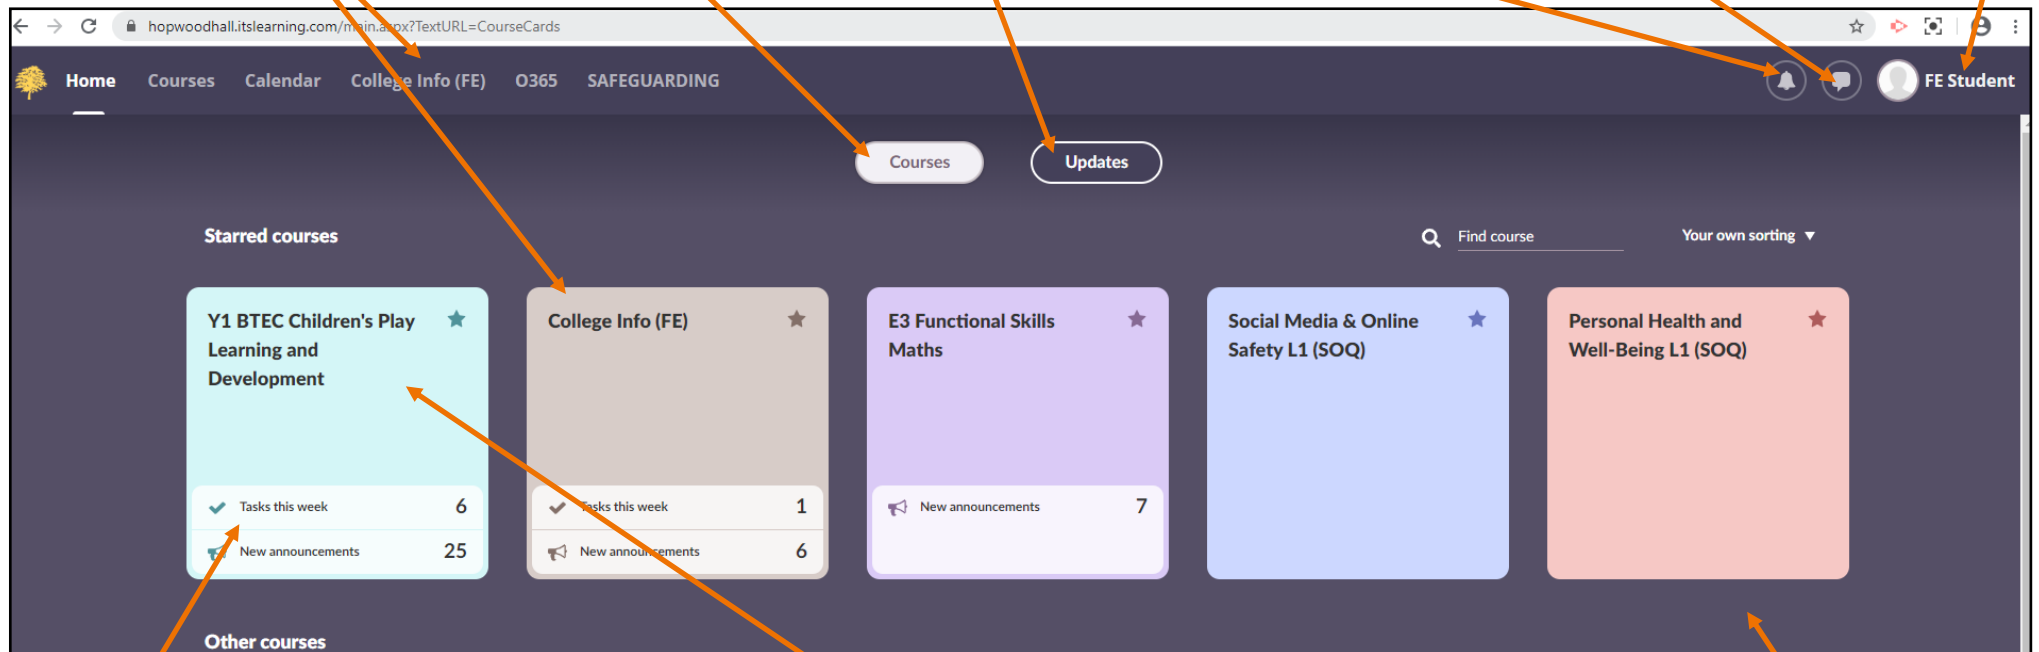 hopwoodhall.itslearning.com/main.aspx?TextURL=CourseCards
Home Courses Calendar College Info (FE) O365 SAFEGUARDING FE Student
Courses Updates
Starred courses Find course Your own sorting
Y1 BTEC Children's Play
Learning and
Development
Tasks this week 6
New announcements 25
College Info (FE)
Tasks this week 1
New announcements 6
E3 Functional Skills
Maths
New announcements 7
Social Media & Online
Safety L1 (SOQ)
Personal Health and
Well-Being L1 (SOQ)
Other courses